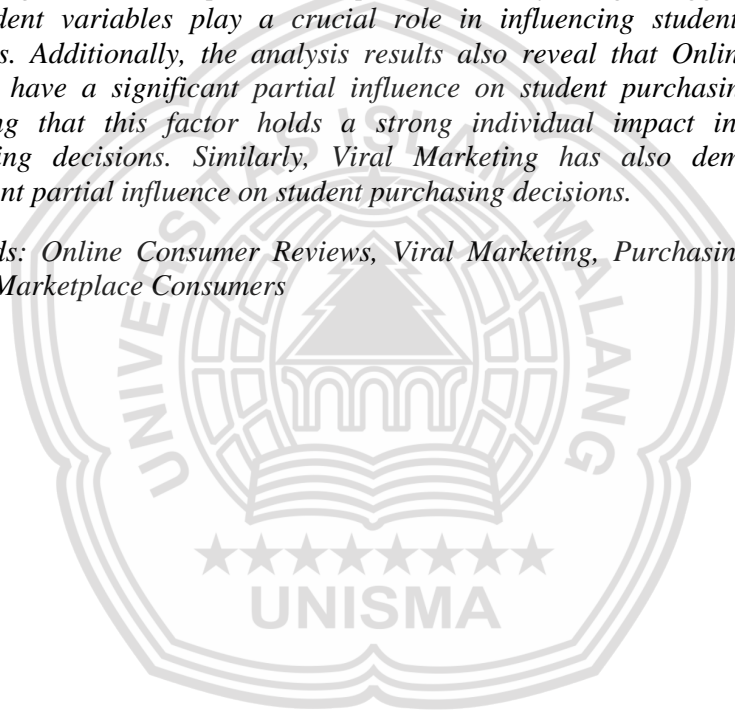 dent variables play a crucial role in influencing student
s. Additionally, the analysis results also reveal that Onlin
have a significant partial influence on student purchasin
ng that this factor holds a strong individual impact in
ing decisions. Similarly, Viral Marketing has also dem
nt partial influence on student purchasing decisions.
ds: Online Consumer Reviews, Viral Marketing, Purchasin
Marketplace Consumers
UNIVERSITAS ISLAM MALANG
UNISMA